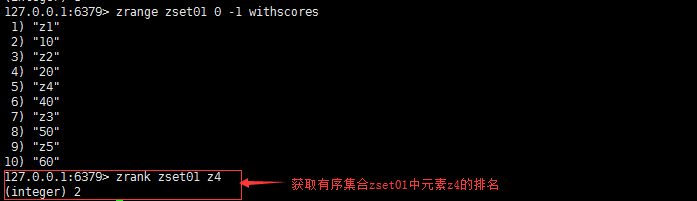 127.0.0.1:6379> zrange zset01 0 -1 withscores
1) "z1"
2) "10"
3) "z2"
4) "20"
5) "z4"
6) "40"
7) "z3"
8) "50"
9) "z5"
10) "60"
127.0.0.1:6379> zrank zset01 z4
(integer) 2
获取有序集合zset01中元素z4的排名